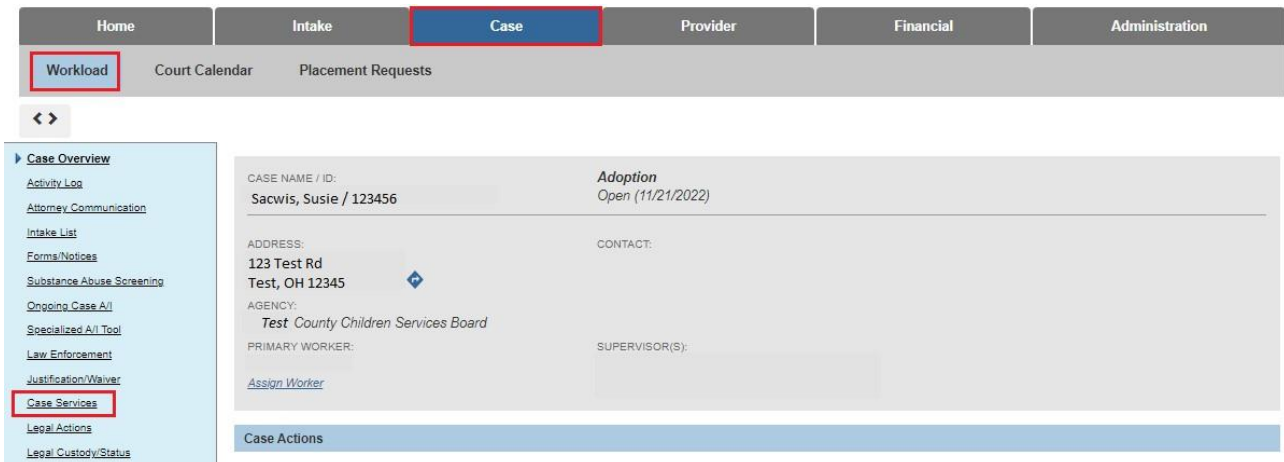 Home Intake Case Provider Financial Administration
Workload Court Calendar Placement Requests
Case Overview
Activity Log
Attorney Communication
Intake List
Forms/Notices
Substance Abuse Screening
Ongoing Case A/I
Specialized A/I Tool
Law Enforcement
Justification/Waiver
Case Services
Legal Actions
Legal Custody/Status
CASE NAME / ID:
Sacwis, Susie / 123456
Adoption
Open (11/21/2022)
ADDRESS:
123 Test Rd
Test, OH 12345
CONTACT:
AGENCY:
Test County Children Services Board
PRIMARY WORKER:
Assign Worker
SUPERVISOR(S):
Case Actions